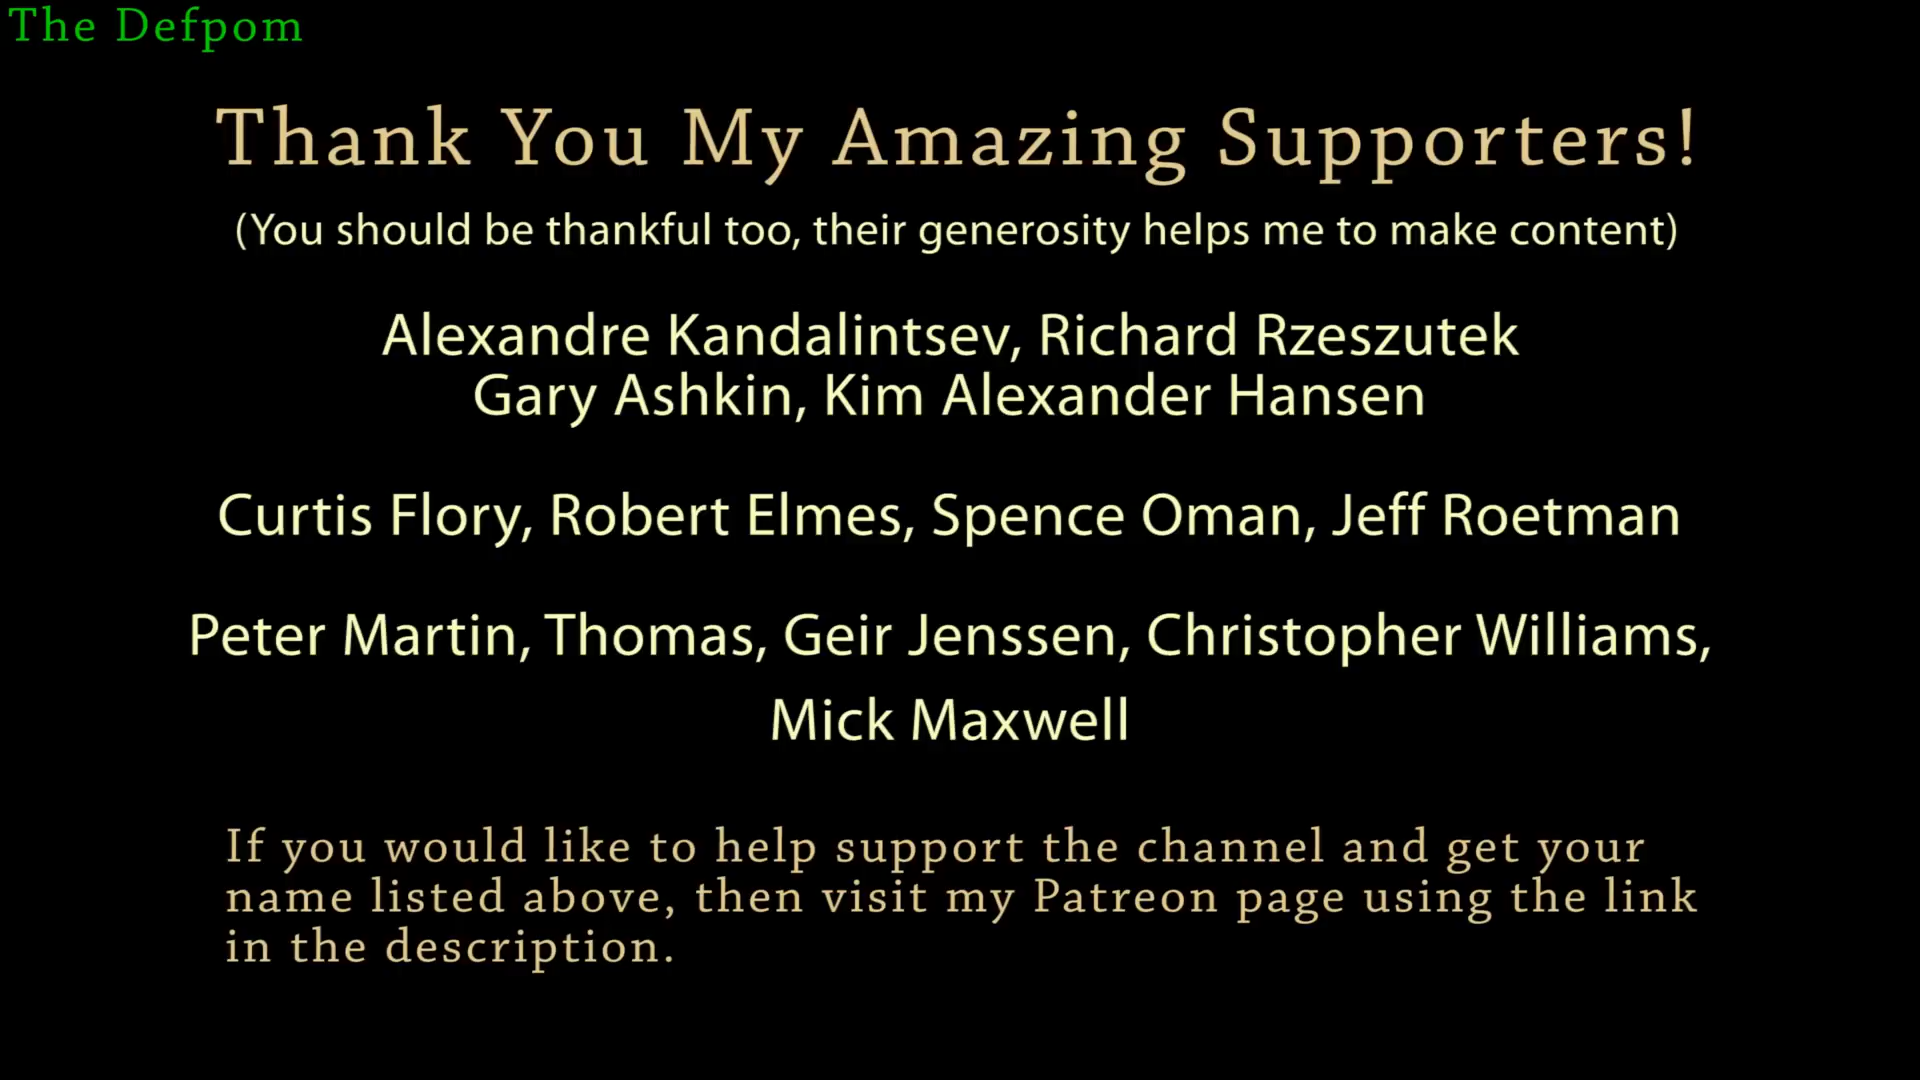 The Defpom
Thank You My Amazing Supporters!
(You should be thankful too, their generosity helps me to make content)
Alexandre Kandalintsev, Richard Rzeszutek
Gary Ashkin, Kim Alexander Hansen
Curtis Flory, Robert Elmes, Spence Oman, Jeff Roetman
Peter Martin, Thomas, Geir Jenssen, Christopher Williams,
Mick Maxwell
If you would like to help support the channel and get your
name listed above, then visit my Patreon page using the link
in the description.